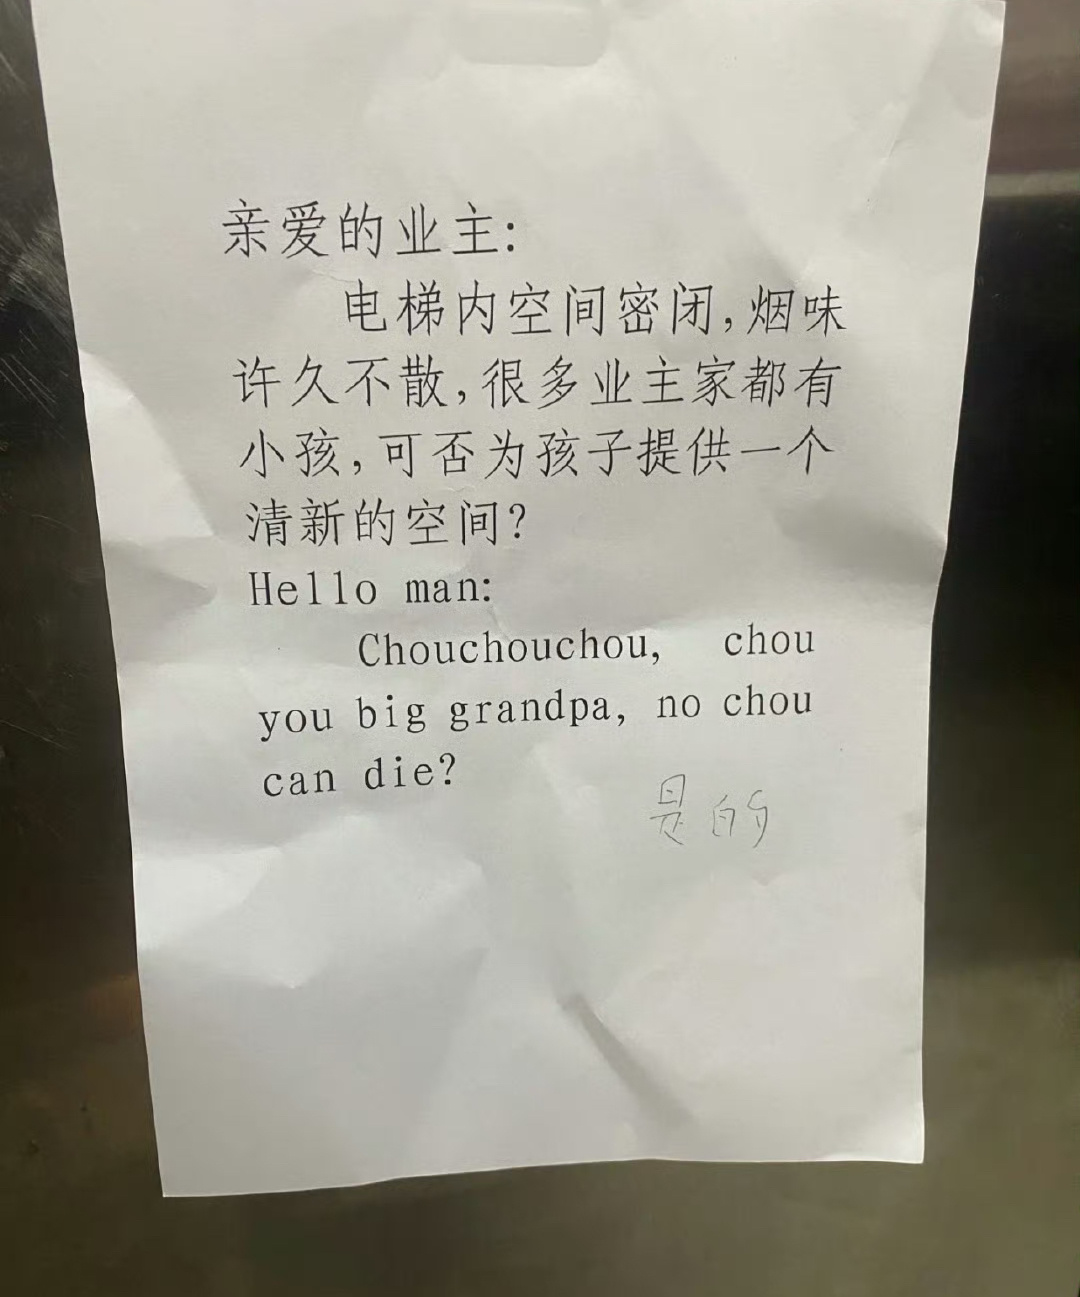 亲爱的业主:
电梯内空间密闭,烟味
许久不散,很多业主家都有
小孩,可否为孩子提供一个
清新的空间?
Hello man:
Chouchouchou, chou
you big grandpa, no chou
can die?
是的